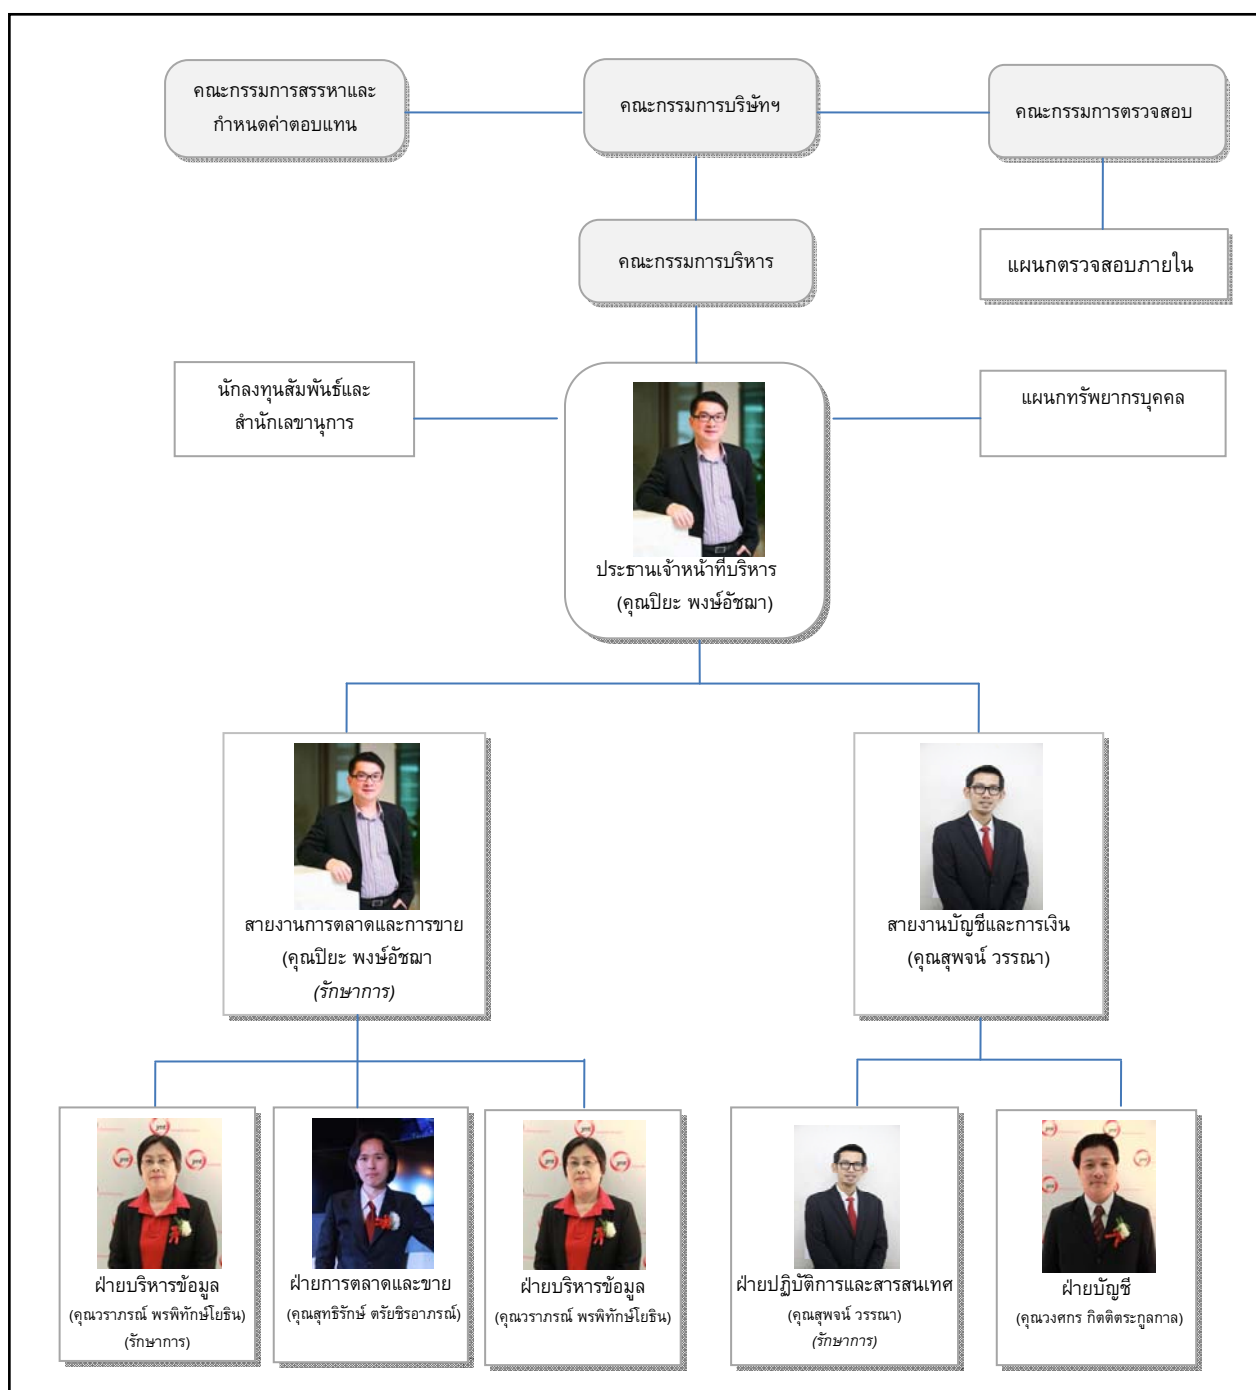 คณะกรรมการสรรหาและ
กำหนดค่าตอบแทน
คณะกรรมการบริษัทฯ
คณะกรรมการตรวจสอบ
คณะกรรมการบริหาร
แผนกตรวจสอบภายใน
นักลงทุนสัมพันธ์และ
สำนักเลขานุการ
แผนกทรัพยากรบุคคล
ประธานเจ้าหน้าที่บริหาร
(คุณปิยะ พงษ์อัชฌา)
สายงานการตลาดและการขาย
(คุณปิยะ พงษ์อัชฌา
(รักษาการ)
สายงานบัญชีและการเงิน
(คุณสุพจน์ วรรณา)
ฝ่ายบริหารข้อมูล
(คุณวราภรณ์ พรพิทักษ์โยธิน)
(รักษาการ)
ฝ่ายการตลาดและขาย
(คุณสุทธิรักษ์ ตรัยชิรอาภรณ์)
ฝ่ายบริหารข้อมูล
(คุณวราภรณ์ พรพิทักษ์โยธิน)
ฝ่ายปฏิบัติการและสารสนเทศ
(คุณสุพจน์ วรรณา)
(รักษาการ)
ฝ่ายบัญชี
(คุณวงศกร กิตติตระกูลกาล)